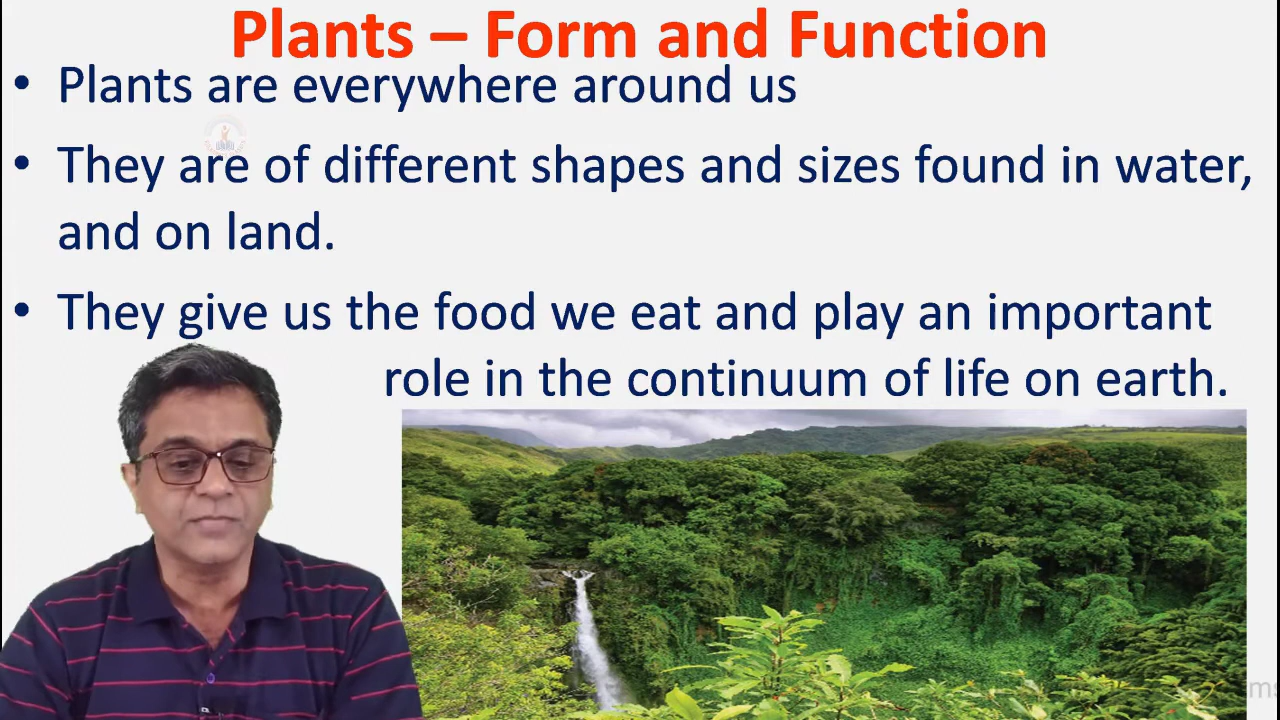 Plants – Form and Function
• Plants are everywhere around us
• They are of different shapes and sizes found in water,
and on land.
• They give us the food we eat and play an important
role in the continuum of life on earth.